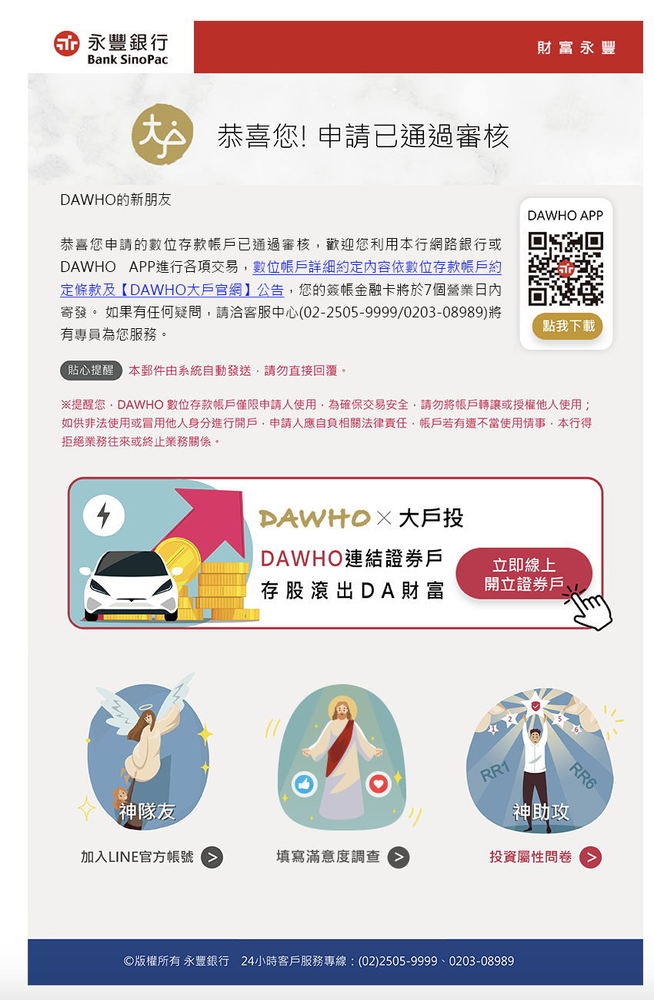 永豐銀行
Bank SinoPac
財富永豐
大戶
恭喜您! 申請已通過審核
DAWHO的新朋友
恭喜您申請的數位存款帳戶已通過審核，歡迎您利用本行網路銀行或
DAWHO APP進行各項交易，數位帳戶詳細約定內容依數位存款帳戶約
定條款及【DAWHO大戶官網】公告，您的簽帳金融卡將於7個營業日內
寄發。 如果有任何疑問，請洽客服中心(02-2505-9999/0203-08989)將
有專員為您服務。
DAWHO APP
點我下載
貼心提醒 本郵件由系統自動發送，請勿直接回覆。
※提醒您，DAWHO 數位存款帳戶僅限申請人使用，為確保交易安全，請勿將帳戶轉讓或授權他人使用；
如供非法使用或冒用他人身分進行開戶，申請人應自負相關法律責任，帳戶若有遭不當使用情事，本行得
拒絕業務往來或終止業務關係。
DAWHO × 大戶投
DAWHO連結證券戶
存股滾出DA財富
立即線上
開立證券戶
神隊友
1 2 5 6
RR1 RR6
神助攻
加入LINE官方帳號 >
填寫滿意度調查 >
投資屬性問卷 >
©版權所有 永豐銀行 24小時客戶服務專線：(02)2505-9999、0203-08989